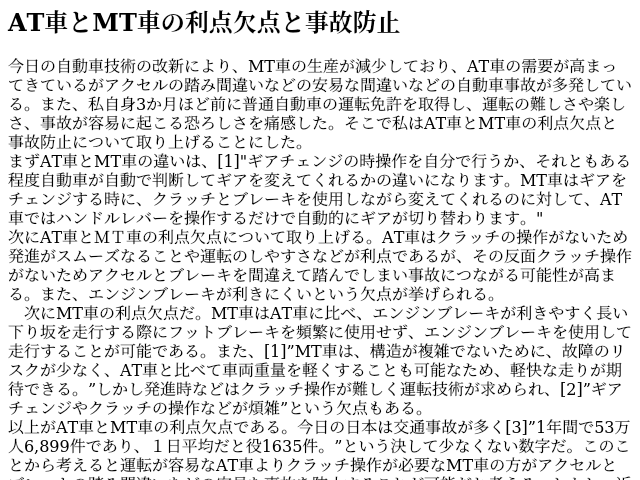 AT車とMT車の利点欠点と事故防止
今日の自動車技術の改新により、MT車の生産が減少しており、AT車の需要が高まっ
てきているがアクセルの踏み間違いなどの安易な間違いなどの自動車事故が多発してい
る。また、私自身3か月ほど前に普通自動車の運転免許を取得し、運転の難しさや楽し
さ、事故が容易に起こる恐ろしさを痛感した。そこで私はAT車とMT車の利点欠点と
事故防止について取り上げることにした。
まずAT車とMT車の違いは、[1]"ギアチェンジの時操作を自分で行うか、それともある
程度自動車が自動で判断してギアを変えてくれるかの違いになります。MT車はギアを
チェンジする時に、クラッチとブレーキを使用しながら変えてくれるのに対して、AT
車ではハンドルレバーを操作するだけで自動的にギアが切り替わります。"
次にAT車とＭＴ車の利点欠点について取り上げる。AT車はクラッチの操作がないため
発進がスムーズなることや運転のしやすさなどが利点であるが、その反面クラッチ操作
がないためアクセルとブレーキを間違えて踏んでしまい事故につながる可能性が高ま
る。また、エンジンブレーキが利きにくいという欠点が挙げられる。
　次にMT車の利点欠点だ。MT車はAT車に比べ、エンジンブレーキが利きやすく長い
下り坂を走行する際にフットブレーキを頻繁に使用せず、エンジンブレーキを使用して
走行することが可能である。また、[1]”MT車は、構造が複雑でないために、故障のリ
スクが少なく、AT車と比べて車両重量を軽くすることも可能なため、軽快な走りが期
待できる。”しかし発進時などはクラッチ操作が難しく運転技術が求められ、[2]”ギア
チェンジやクラッチの操作などが煩雑”という欠点もある。
以上がAT車とMT車の利点欠点である。今日の日本は交通事故が多く[3]”1年間で53万
人6,899件であり、１日平均だと役1635件。”という決して少なくない数字だ。このこ
とから考えると運転が容易なAT車よりクラッチ操作が必要なMT車の方がアクセルと